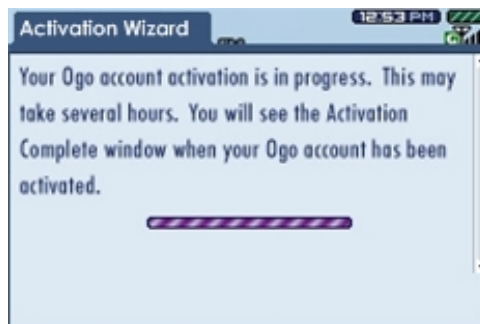 Activation Wizard
12:53 PM
Your Ogo account activation is in progress. This may
take several hours. You will see the Activation
Complete window when your Ogo account has been
activated.